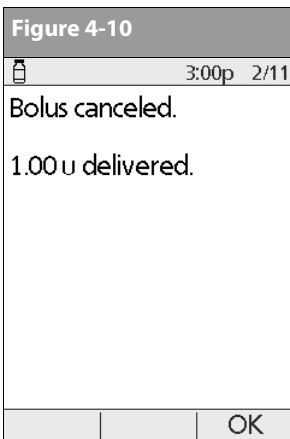 Figure 4-10
3:00p 2/11
Bolus canceled.
1.00 u delivered.
OK